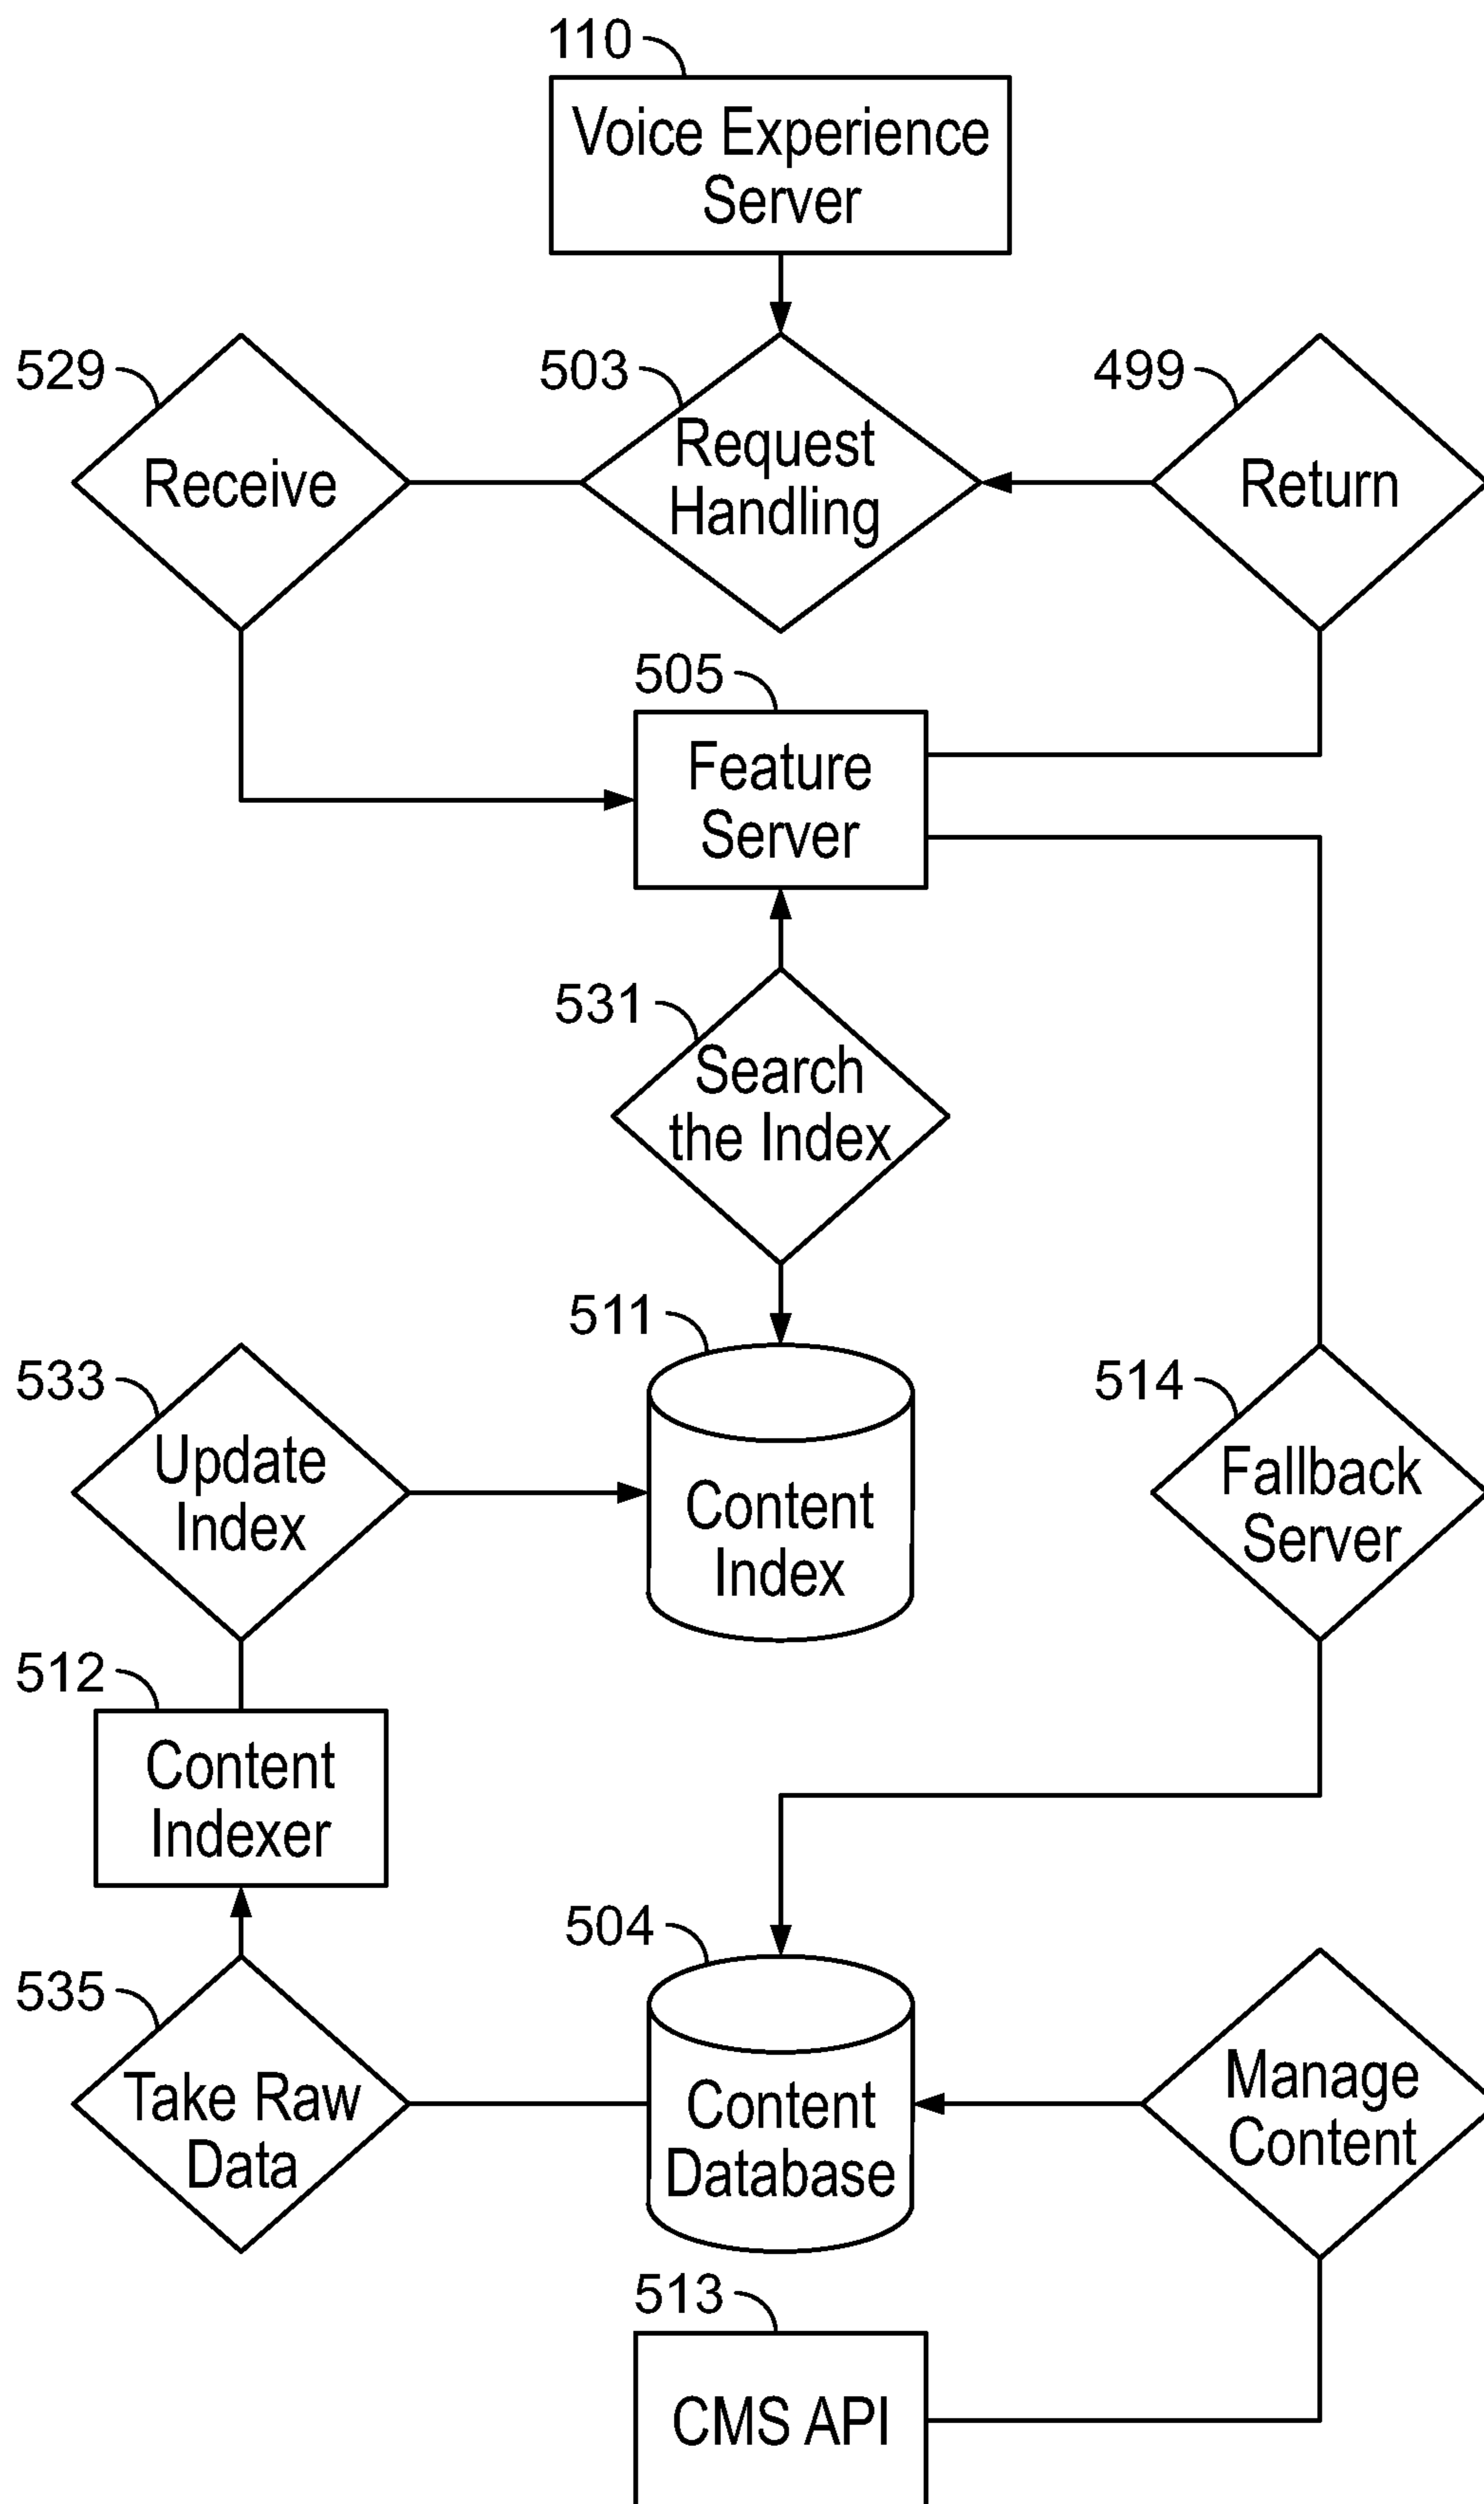 110
Voice Experience
Server
529
503
499
Receive
Request
Handling
Return
505
Feature
Server
531
Search
the Index
511
533
514
Update
Index
Content
Index
Fallback
Server
512
Content
Indexer
504
535
Take Raw
Data
Content
Database
Manage
Content
513
CMS API